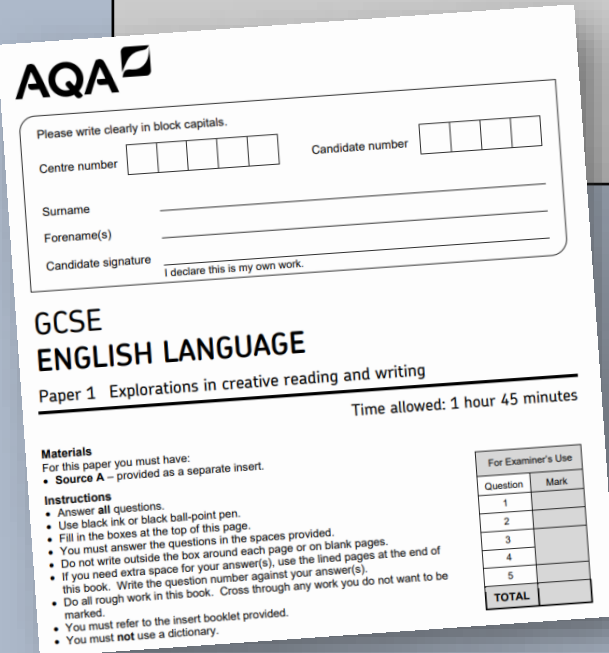 AQA
Please write clearly in block capitals.
Centre number
Candidate number
Surname
Forename(s)
Candidate signature
I declare this is my own work.
GCSE
ENGLISH LANGUAGE
Paper 1 Explorations in creative reading and writing
Time allowed: 1 hour 45 minutes
Materials
For this paper you must have:
• Source A – provided as a separate insert.
Instructions
• Answer all questions.
• Use black ink or black ball-point pen.
• Fill in the boxes at the top of this page.
• You must answer the questions in the spaces provided.
• Do not write outside the box around each page or on blank pages.
• If you need extra space for your answer(s), use the lined pages at the end of
this book. Write the question number against your answer(s).
• Do all rough work in this book. Cross through any work you do not want to be
marked.
• You must refer to the insert booklet provided.
• You must not use a dictionary.
For Examiner's Use
Question Mark
1
2
3
4
5
TOTAL